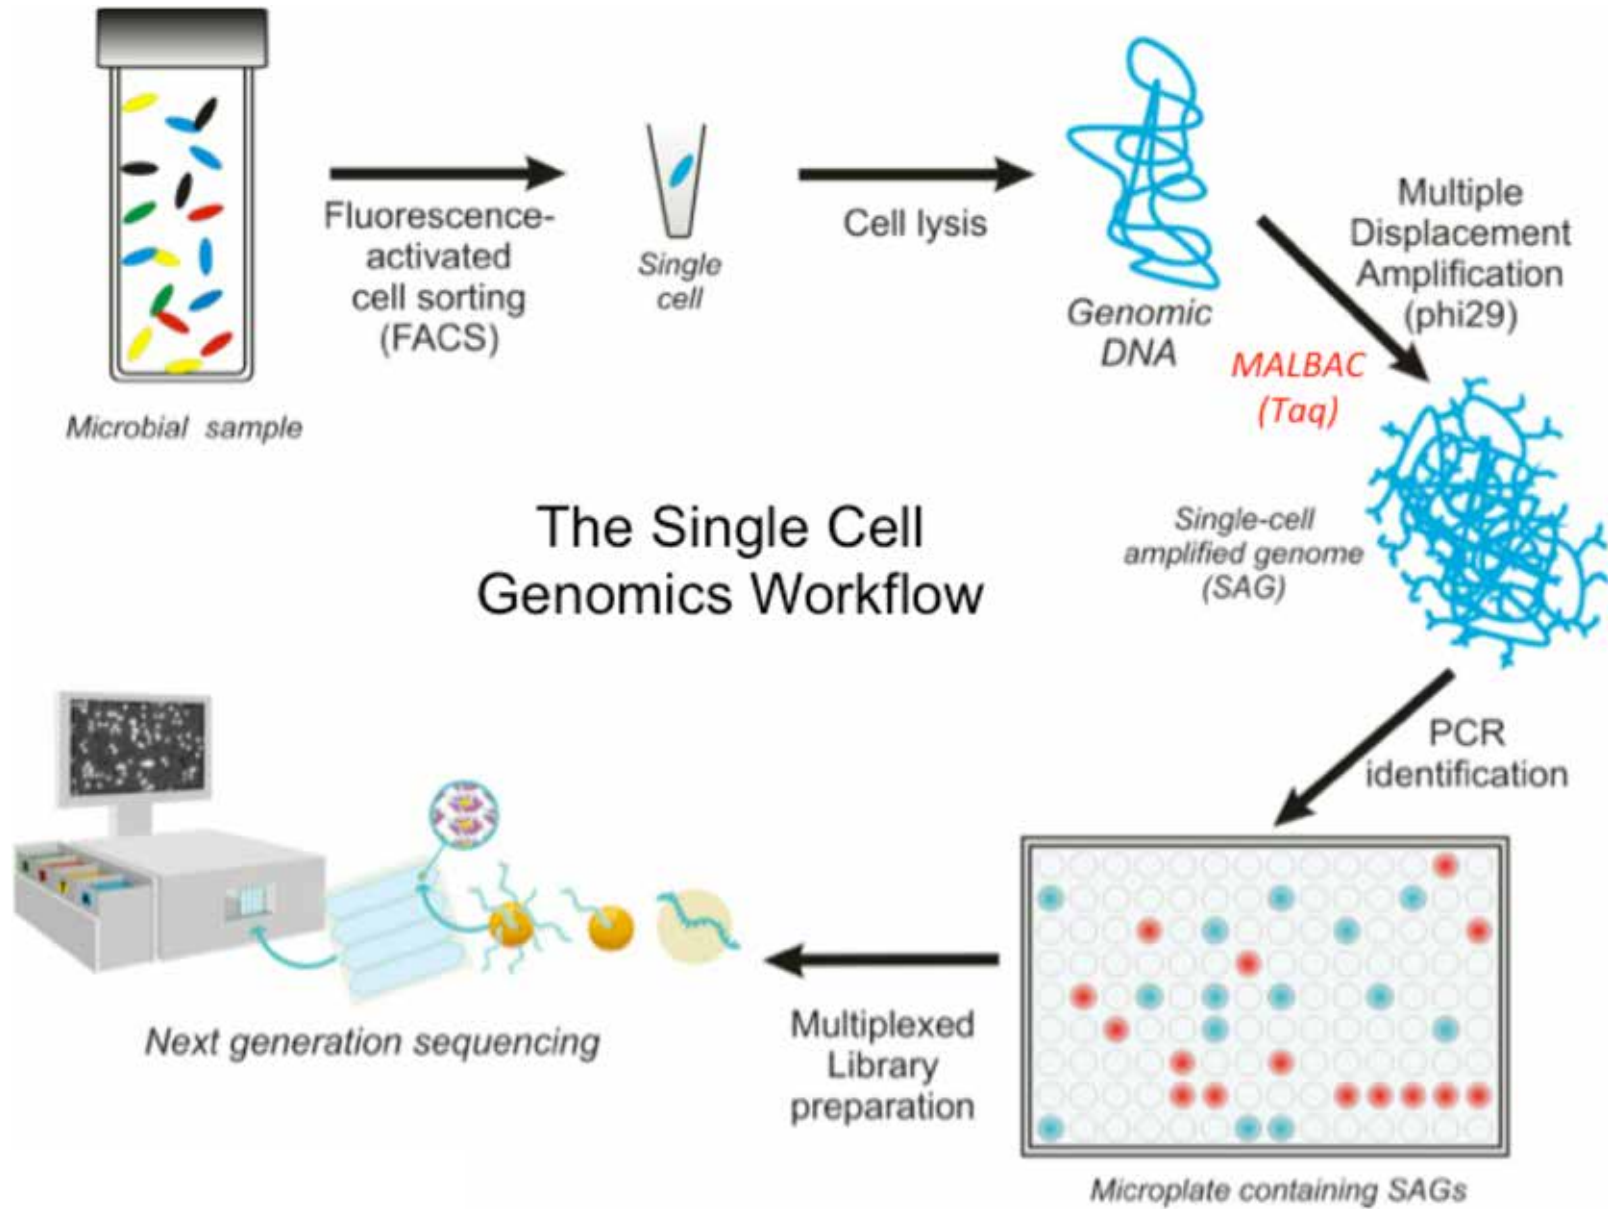 Microbial sample
Fluorescence-
activated
cell sorting
(FACS)
Single
cell
Cell lysis
Genomic
DNA
Multiple
Displacement
Amplification
(phi29)
MALBAC
(Taq)
Single-cell
amplified genome
(SAG)
The Single Cell
Genomics Workflow
PCR
identification
Microplate containing SAGs
Multiplexed
Library
preparation
Next generation sequencing